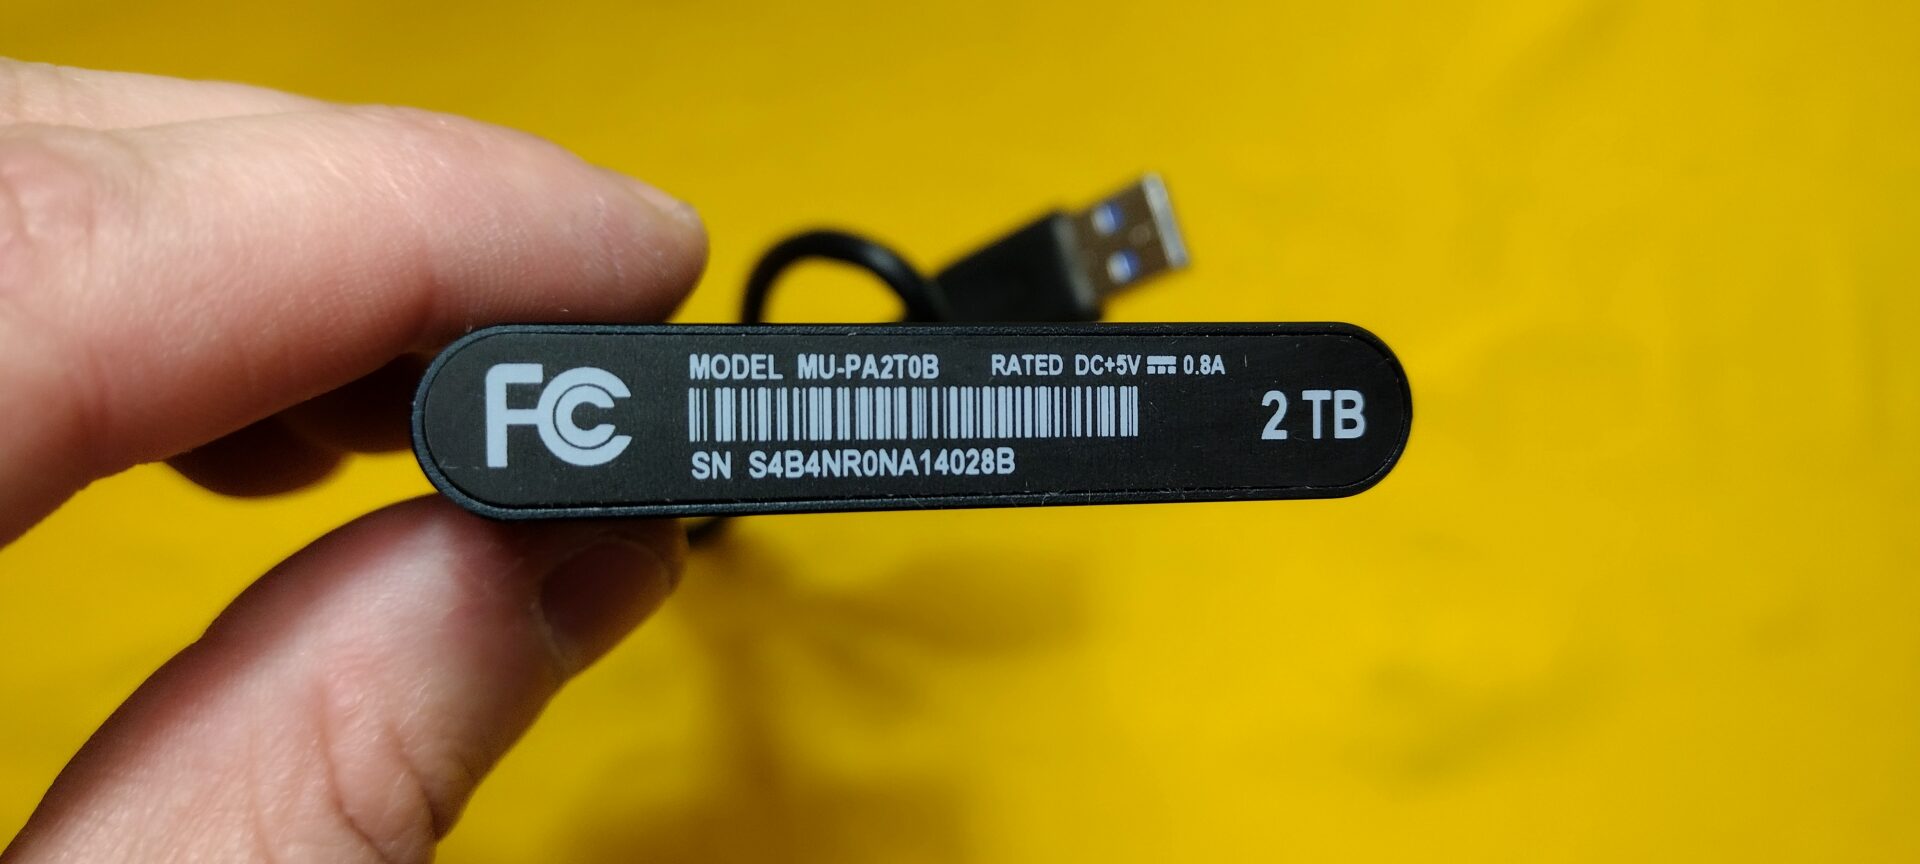 FC
MODEL MU-PA2T0B RATED DC+5V ⎓ 0.8A
SN S4B4NR0NA14028B
2 TB